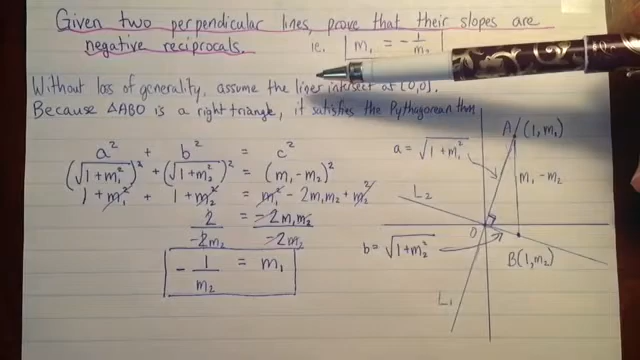 Given two perpendicular lines, prove that their slopes are
negative reciprocals. ie. m₁ = -1/m₂
Without loss of generality, assume the lines intersect at [0,0].
Because △ABO is a right triangle, it satisfies the Pythagorean thm
a² + b² = c²
(√(1+m₁²))² + (√(1+m₂²))² = (m₁-m₂)²
1+m₁² + 1+m₂² = m₁² - 2m₁m₂ + m₂²
2 = -2m₁m₂
-2m₂ -2m₂
-1/m₂ = m₁
A (1,m₁)
a = √(1+m₁²)
m₁-m₂
L₂
O
b = √(1+m₂²)
B(1,m₂)
L₁